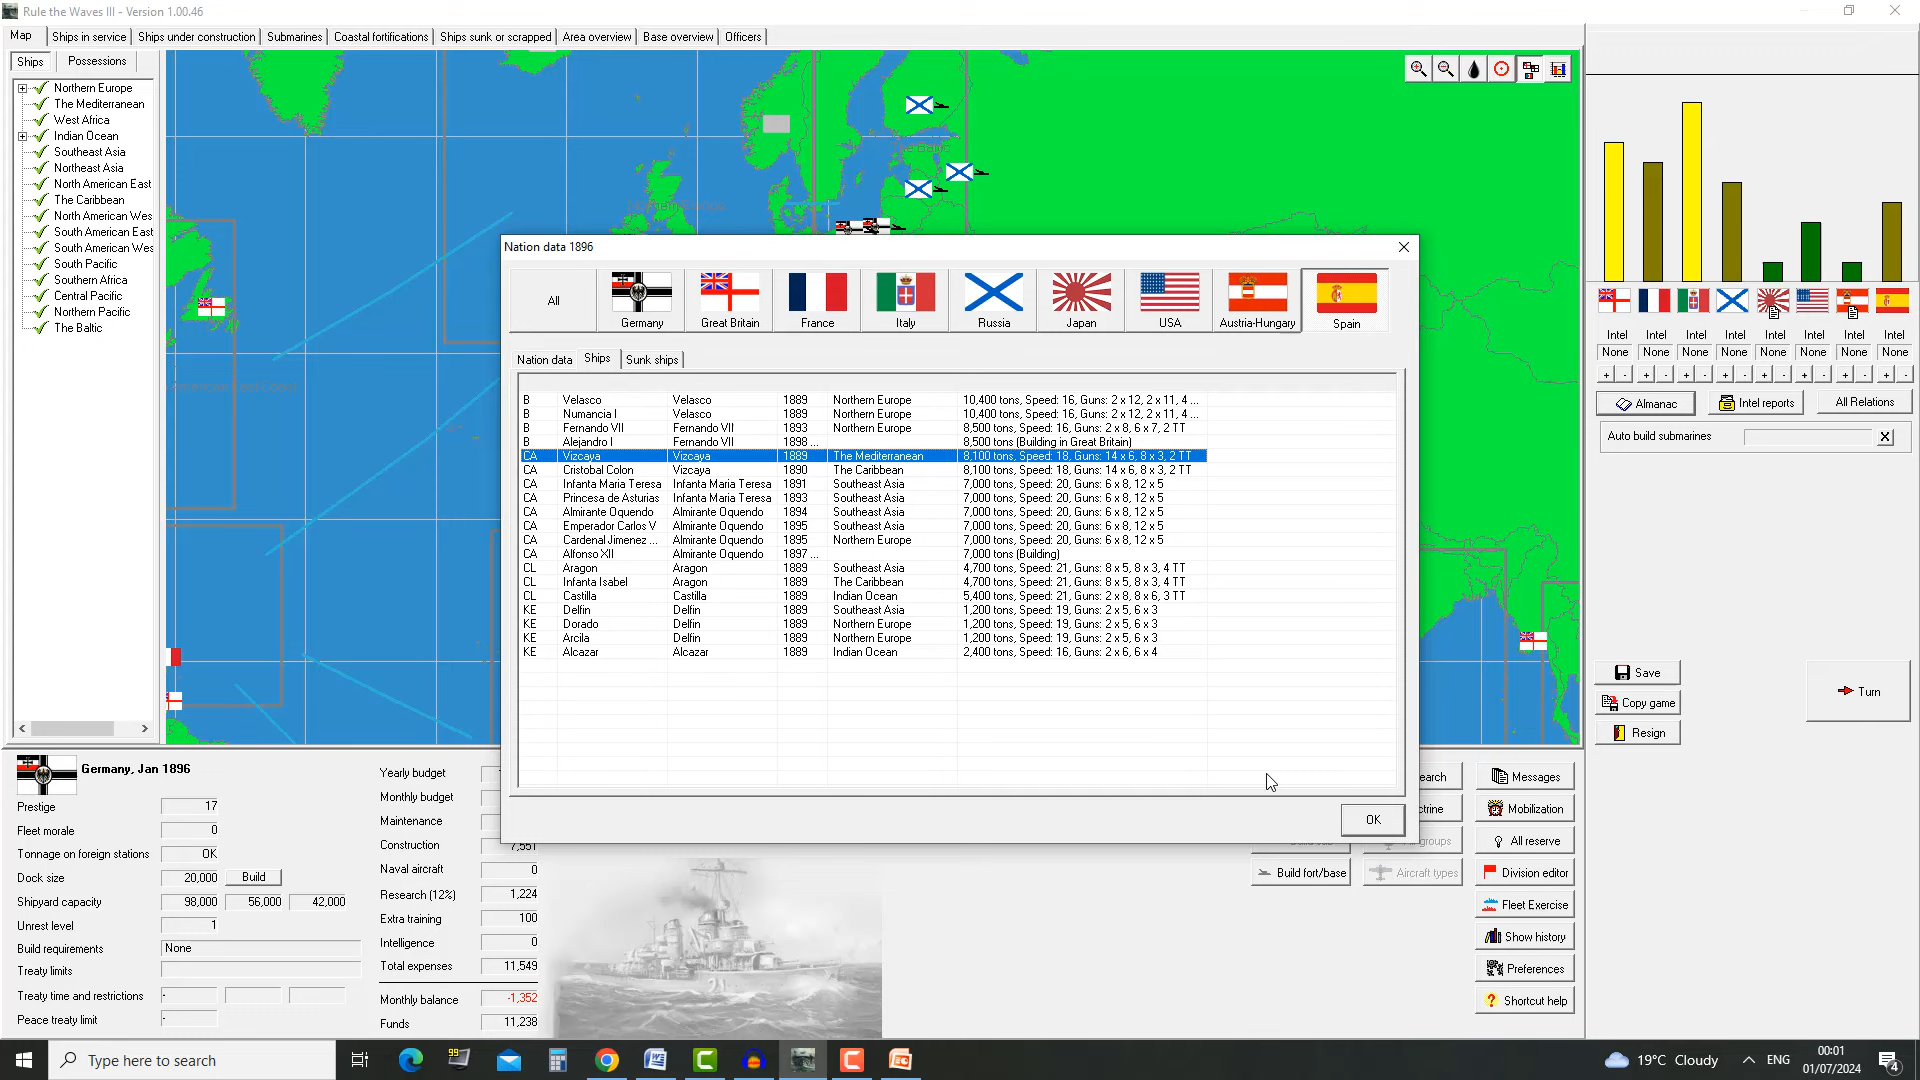 Rule the Waves III - Version 1.00.46
Map Ships in service Ships under construction Submarines Coastal fortifications Ships sunk or scrapped Area overview Base overview Officers
Ships Possessions
Northern Europe
The Mediterranean
West Africa
Indian Ocean
Southeast Asia
Northeast Asia
North American East
The Caribbean
North American Wes
South American East
South American Wes
South Pacific
Southern Africa
Central Pacific
Northern Pacific
The Baltic
Nation data 1896
All Germany Great Britain France Italy Russia Japan USA Austria-Hungary Spain
Nation data Ships Sunk ships
B Velasco Velasco 1889 Northern Europe 10,400 tons, Speed: 16, Guns: 2 x 12, 2 x 11, 4 ...
B Numancia I Velasco 1889 Northern Europe 10,400 tons, Speed: 16, Guns: 2 x 12, 2 x 11, 4 ...
B Fernando VII Fernando VII 1893 Northern Europe 8,500 tons, Speed: 16, Guns: 2 x 8, 6 x 7, 2 TT
B Alejandro I Fernando VII 1898 ... 8,500 tons (Building in Great Britain)
CA Vizcaya Vizcaya 1889 The Mediterranean 8,100 tons, Speed: 18, Guns: 14 x 6, 8 x 3, 2 TT
CA Cristobal Colon Vizcaya 1890 The Caribbean 8,100 tons, Speed: 18, Guns: 14 x 6, 8 x 3, 2 TT
CA Infanta Maria Teresa Infanta Maria Teresa 1891 Southeast Asia 7,000 tons, Speed: 20, Guns: 6 x 8, 12 x 5
CA Princesa de Asturias Infanta Maria Teresa 1893 Southeast Asia 7,000 tons, Speed: 20, Guns: 6 x 8, 12 x 5
CA Almirante Oquendo Almirante Oquendo 1894 Southeast Asia 7,000 tons, Speed: 20, Guns: 6 x 8, 12 x 5
CA Emperador Carlos V Almirante Oquendo 1895 Southeast Asia 7,000 tons, Speed: 20, Guns: 6 x 8, 12 x 5
CA Cardenal Jimenez ... Almirante Oquendo 1895 Northern Europe 7,000 tons, Speed: 20, Guns: 6 x 8, 12 x 5
CA Alfonso XII Almirante Oquendo 1897 ... 7,000 tons (Building)
CL Aragon Aragon 1889 Southeast Asia 4,700 tons, Speed: 21, Guns: 8 x 5, 8 x 3, 4 TT
CL Infanta Isabel Aragon 1889 The Caribbean 4,700 tons, Speed: 21, Guns: 8 x 5, 8 x 3, 4 TT
CL Castilla Castilla 1889 Indian Ocean 5,400 tons, Speed: 21, Guns: 2 x 8, 8 x 6, 3 TT
KE Delfin Delfin 1889 Southeast Asia 1,200 tons, Speed: 19, Guns: 2 x 5, 6 x 3
KE Dorado Delfin 1889 Northern Europe 1,200 tons, Speed: 19, Guns: 2 x 5, 6 x 3
KE Arcila Delfin 1889 Northern Europe 1,200 tons, Speed: 19, Guns: 2 x 5, 6 x 3
KE Alcazar Alcazar 1889 Indian Ocean 2,400 tons, Speed: 16, Guns: 2 x 6, 6 x 4
OK
Intel Intel Intel Intel Intel Intel Intel Intel
None None None None None None None None
+ - + - + - + - + - + - + - + -
Almanac Intel reports All Relations
Auto build submarines X
Save
Copy game
Resign
Turn
Germany, Jan 1896
Prestige 17
Fleet morale 0
Tonnage on foreign stations OK
Dock size 20,000 Build
Shipyard capacity 98,000 56,000 42,000
Unrest level 1
Build requirements None
Treaty limits
Treaty time and restrictions -
Peace treaty limit -
Yearly budget
Monthly budget
Maintenance
Construction 7,551
Naval aircraft 0
Research (12%) 1,224
Extra training 100
Intelligence 0
Total expenses 11,549
Monthly balance -1,352
Funds 11,238
earch Messages
ctrine Mobilization
groups All reserve
Build fort/base Aircraft types Division editor
Fleet Exercise
Show history
Preferences
Shortcut help
Type here to search
99
19°C Cloudy
ENG
00:01
01/07/2024
4